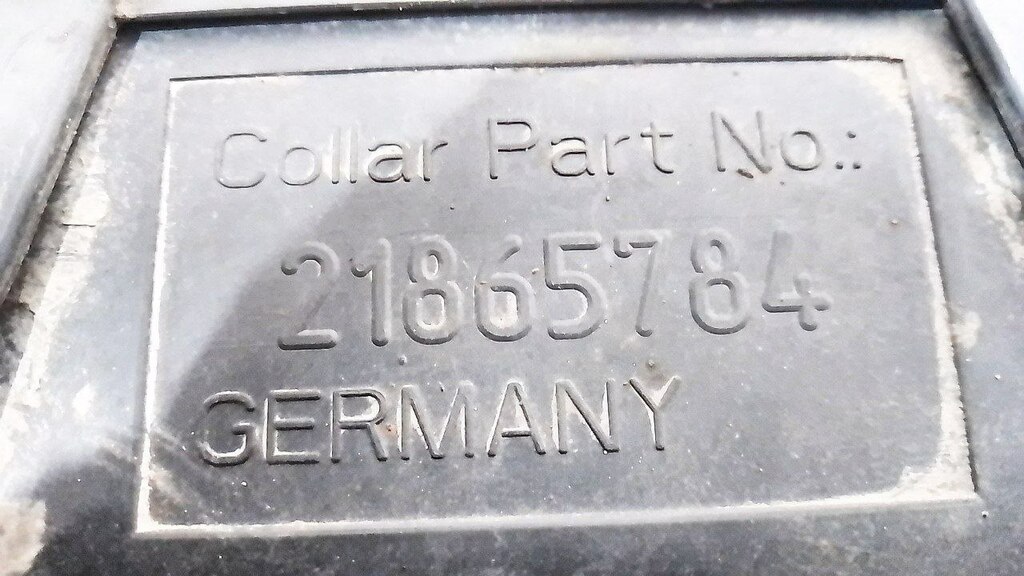 Collar Part No.:
21865784
GERMANY